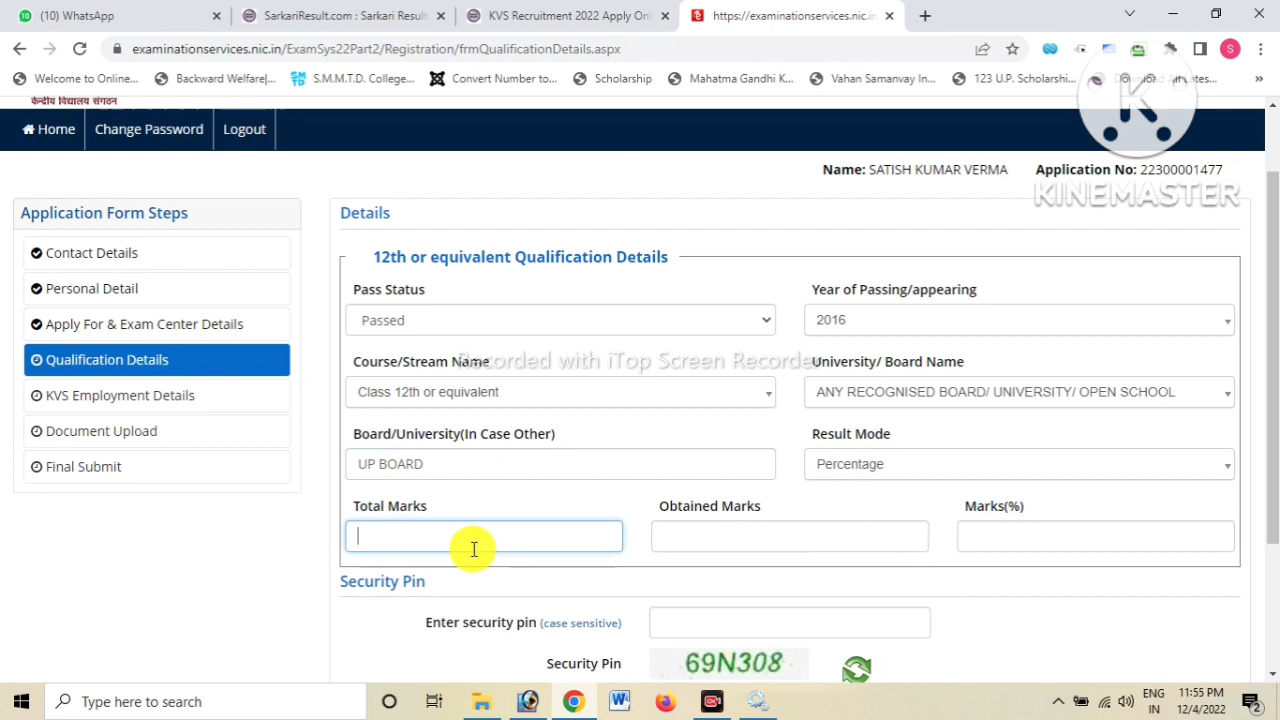 (10) WhatsApp
SarkariResult.com : Sarkari Result
KVS Recruitment 2022 Apply Onl
https://examinationservices.nic.in
examinationservices.nic.in/ExamSys22Part2/Registration/frmQualificationDetails.aspx
S
Welcome to Online...
Backward Welfare|...
S.M.M.T.D. College...
Convert Number to...
Scholarship
Mahatma Gandhi K...
Vahan Samanvay In...
123 U.P. Scholarshi...
»
केन्द्रीय विद्यालय संगठन
Home
Change Password
Logout
K
KINEMASTER
Name: SATISH KUMAR VERMA
Application No: 22300001477
Application Form Steps
Contact Details
Personal Detail
Apply For & Exam Center Details
Qualification Details
KVS Employment Details
Document Upload
Final Submit
Details
12th or equivalent Qualification Details
Pass Status
Year of Passing/appearing
Passed
2016
Course/Stream Name
University/ Board Name
Recorded with iTop Screen Recorder
Class 12th or equivalent
ANY RECOGNISED BOARD/ UNIVERSITY/ OPEN SCHOOL
Board/University(In Case Other)
Result Mode
UP BOARD
Percentage
Total Marks
Obtained Marks
Marks(%)
Security Pin
Enter security pin (case sensitive)
Security Pin
69N308
Type here to search
ENG
IN
11:55 PM
12/4/2022
2